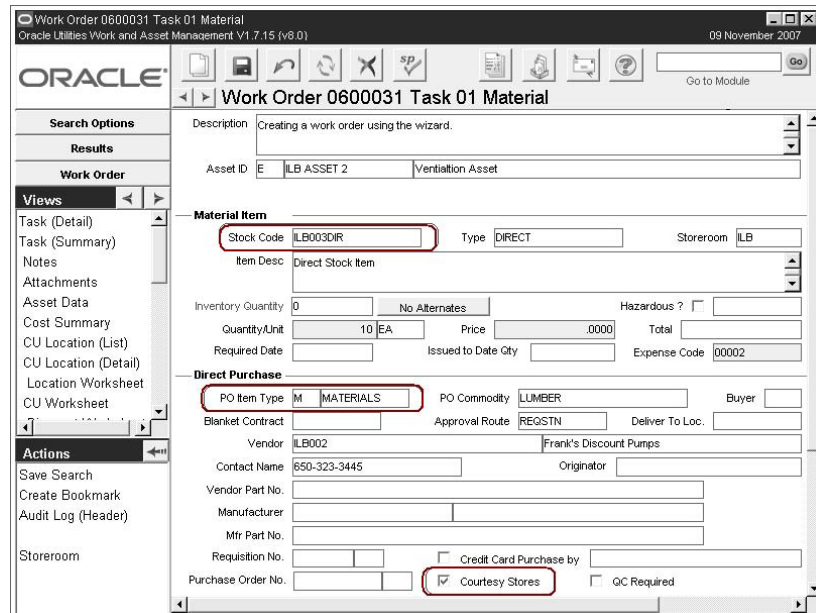 Work Order 0600031 Task 01 Material
Oracle Utilities Work and Asset Management V1.7.15 {v8.0}
09 November 2007
ORACLE
sp
Go
Go to Module
Work Order 0600031 Task 01 Material
Search Options
Results
Work Order
Views
Task (Detail)
Task (Summary)
Notes
Attachments
Asset Data
Cost Summary
CU Location (List)
CU Location (Detail)
Location Worksheet
CU Worksheet
Actions
Save Search
Create Bookmark
Audit Log (Header)
Storeroom
Description Creating a work order using the wizard.
Asset ID E ILB ASSET 2 Ventialtion Asset
Material Item
Stock Code ILB003DIR Type DIRECT Storeroom ILB
Item Desc Direct Stock Item
Inventory Quantity 0 No Alternates Hazardous ?
Quantity/Unit 10 EA Price .0000 Total
Required Date Issued to Date Qty Expense Code 00002
Direct Purchase
PO Item Type M MATERIALS PO Commodity LUMBER Buyer
Blanket Contract Approval Route REQSTN Deliver To Loc.
Vendor ILB002 Frank's Discount Pumps
Contact Name 650-323-3445 Originator
Vendor Part No.
Manufacturer
Mfr Part No.
Requisition No. Credit Card Purchase by
Purchase Order No. Courtesy Stores QC Required